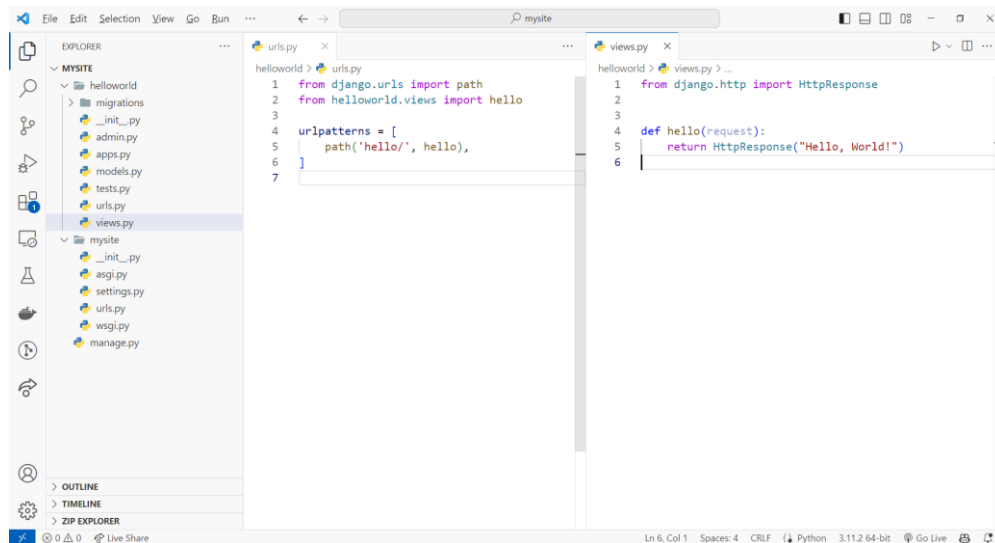 File Edit Selection View Go Run ··· ← → mysite
EXPLORER ···
MYSITE
helloworld
migrations
__init__.py
admin.py
apps.py
models.py
tests.py
urls.py
views.py
mysite
__init__.py
asgi.py
settings.py
urls.py
wsgi.py
manage.py
OUTLINE
TIMELINE
ZIP EXPLORER
urls.py × ···
helloworld > urls.py
1 from django.urls import path
2 from helloworld.views import hello
3
4 urlpatterns = [
5     path('hello/', hello),
6 ]
7
views.py × ···
helloworld > views.py > ...
1 from django.http import HttpResponse
2
3
4 def hello(request):
5     return HttpResponse("Hello, World!")
6
1
0 0 Live Share Ln 6, Col 1 Spaces: 4 CRLF Python 3.11.2 64-bit Go Live